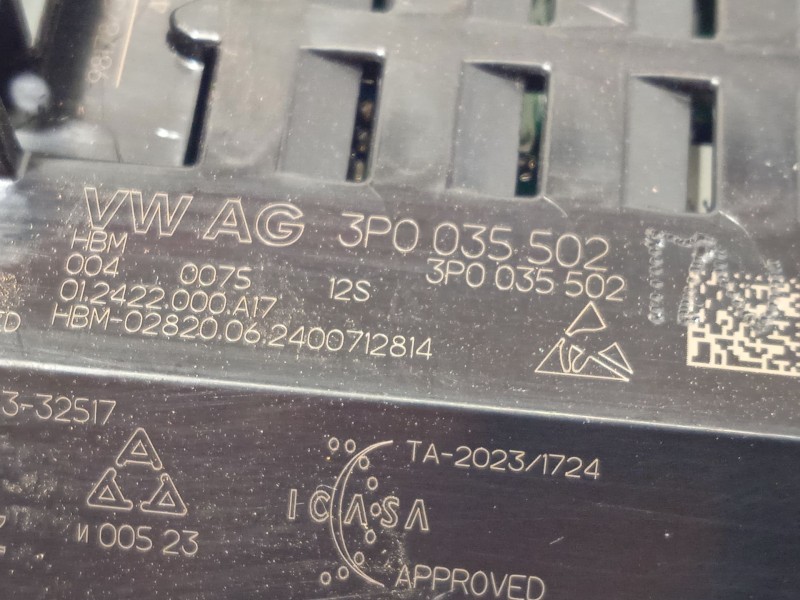 VW AG 3P0 035 502
HBM 3P0 035 502
004 007S 12S
01.2422.000.A17
HBM-02820.06.2400712814
3-32517
TA-2023/1724
ICASA
И 005 23
APPROVED